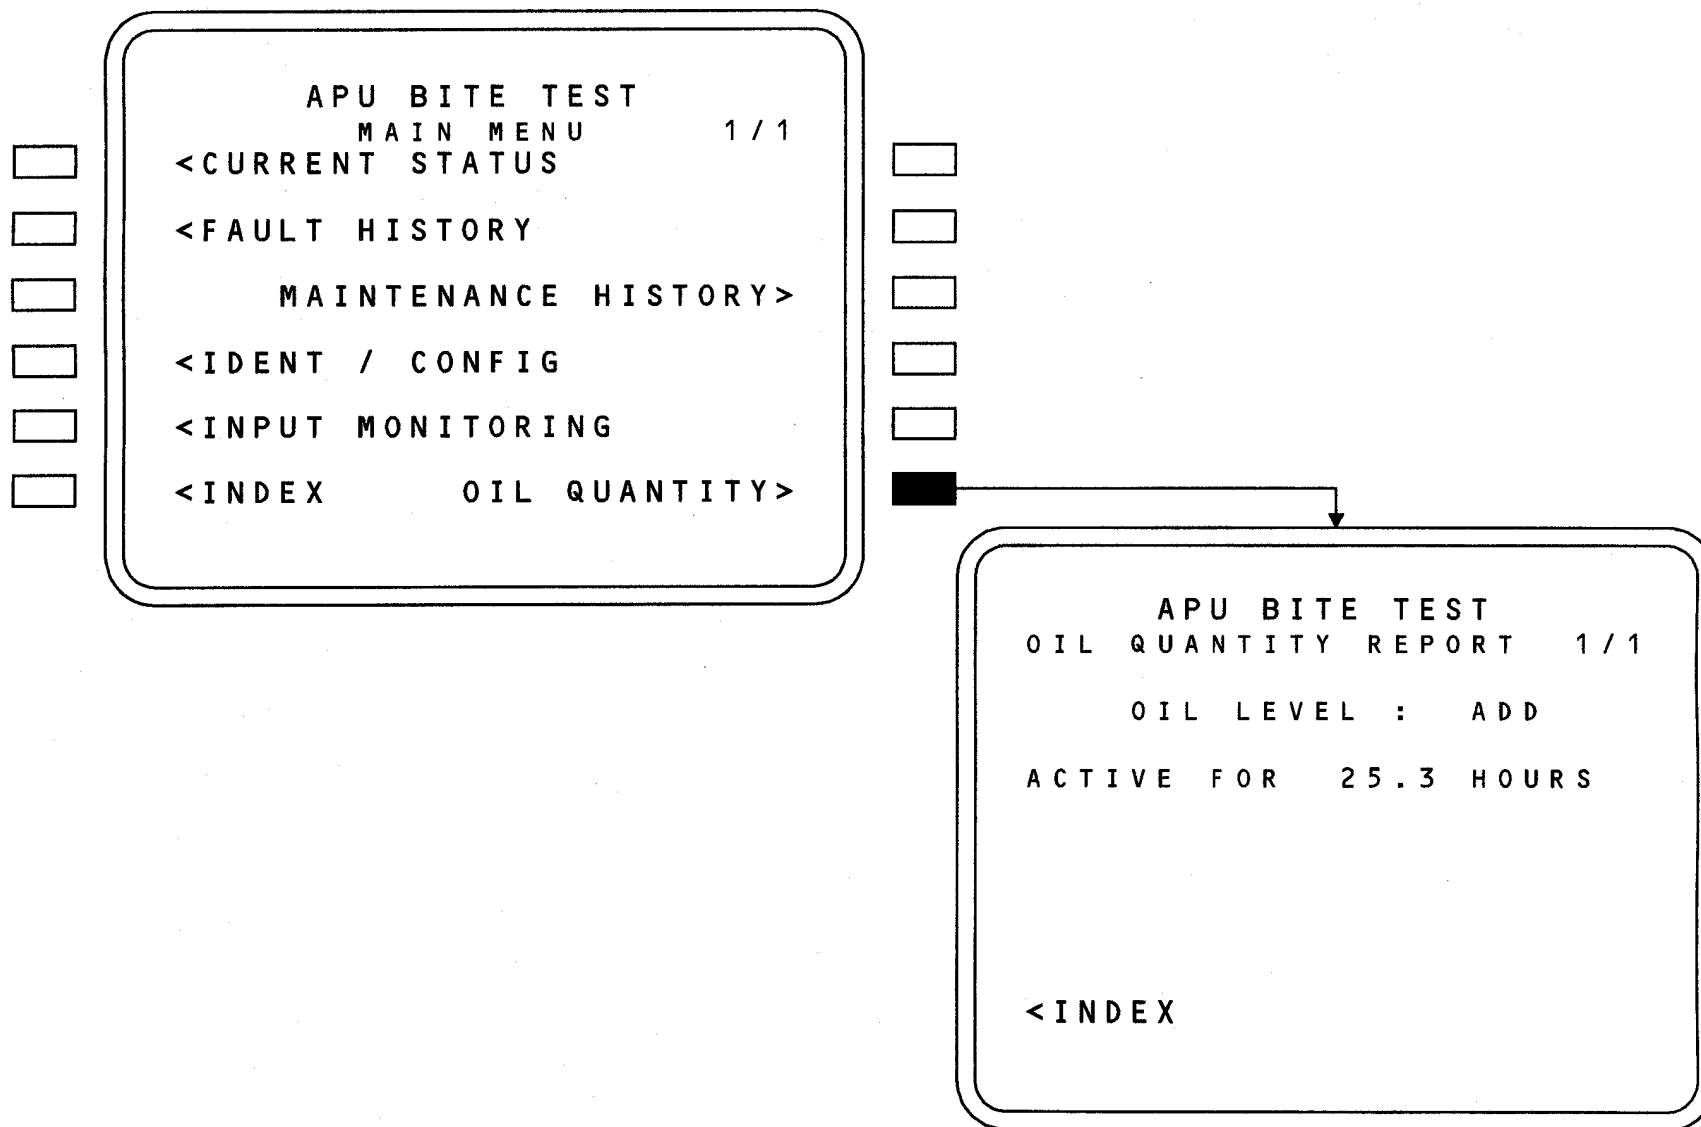 APU BITE TEST
MAIN MENU 1/1
<CURRENT STATUS
<FAULT HISTORY
MAINTENANCE HISTORY>
<IDENT / CONFIG
<INPUT MONITORING
<INDEX OIL QUANTITY>
APU BITE TEST
OIL QUANTITY REPORT 1/1
OIL LEVEL : ADD
ACTIVE FOR 25.3 HOURS
<INDEX